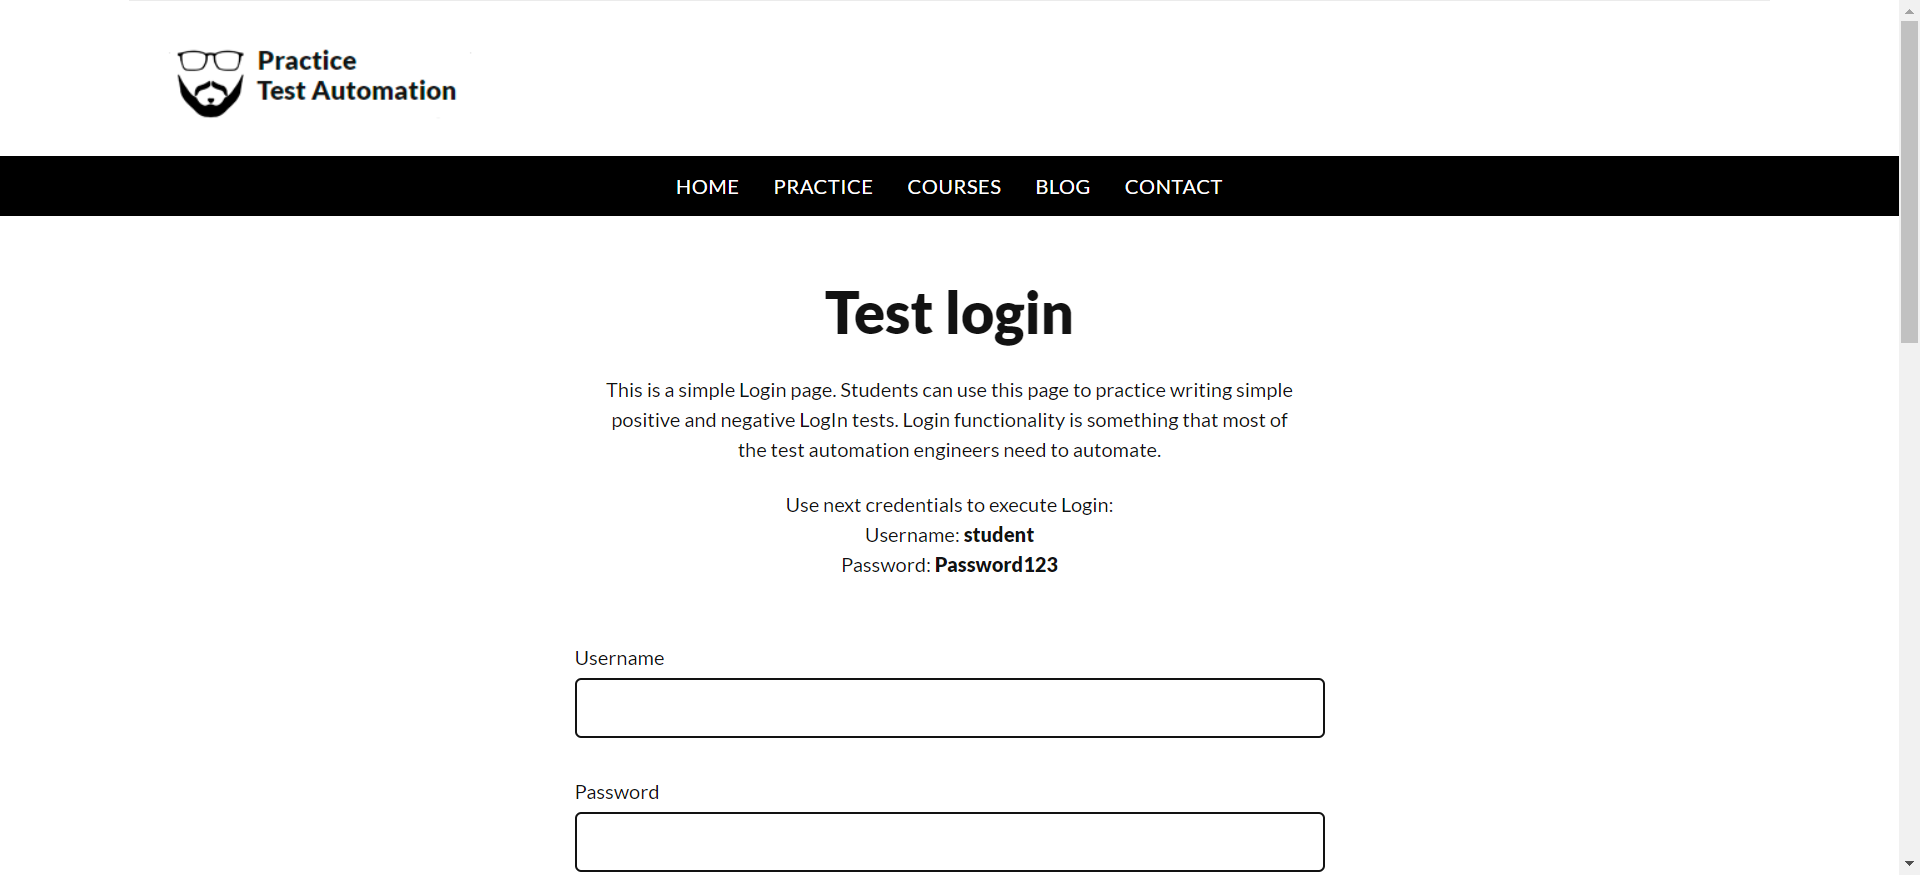 Practice
Test Automation
HOME PRACTICE COURSES BLOG CONTACT
Test login
This is a simple Login page. Students can use this page to practice writing simple
positive and negative LogIn tests. Login functionality is something that most of
the test automation engineers need to automate.
Use next credentials to execute Login:
Username: student
Password: Password123
Username
Password